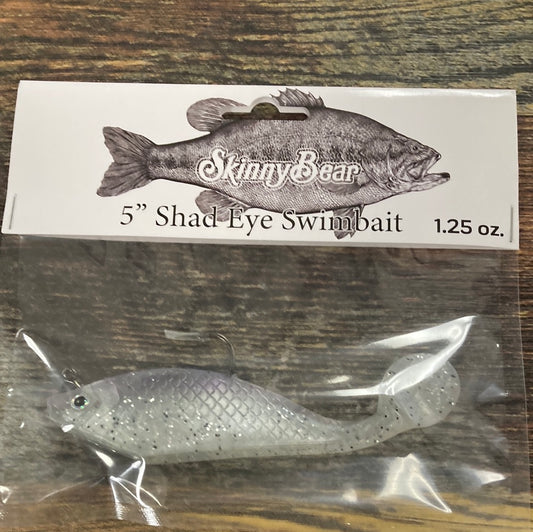 SkinnyBear
5” Shad Eye Swimbait 1.25 oz.